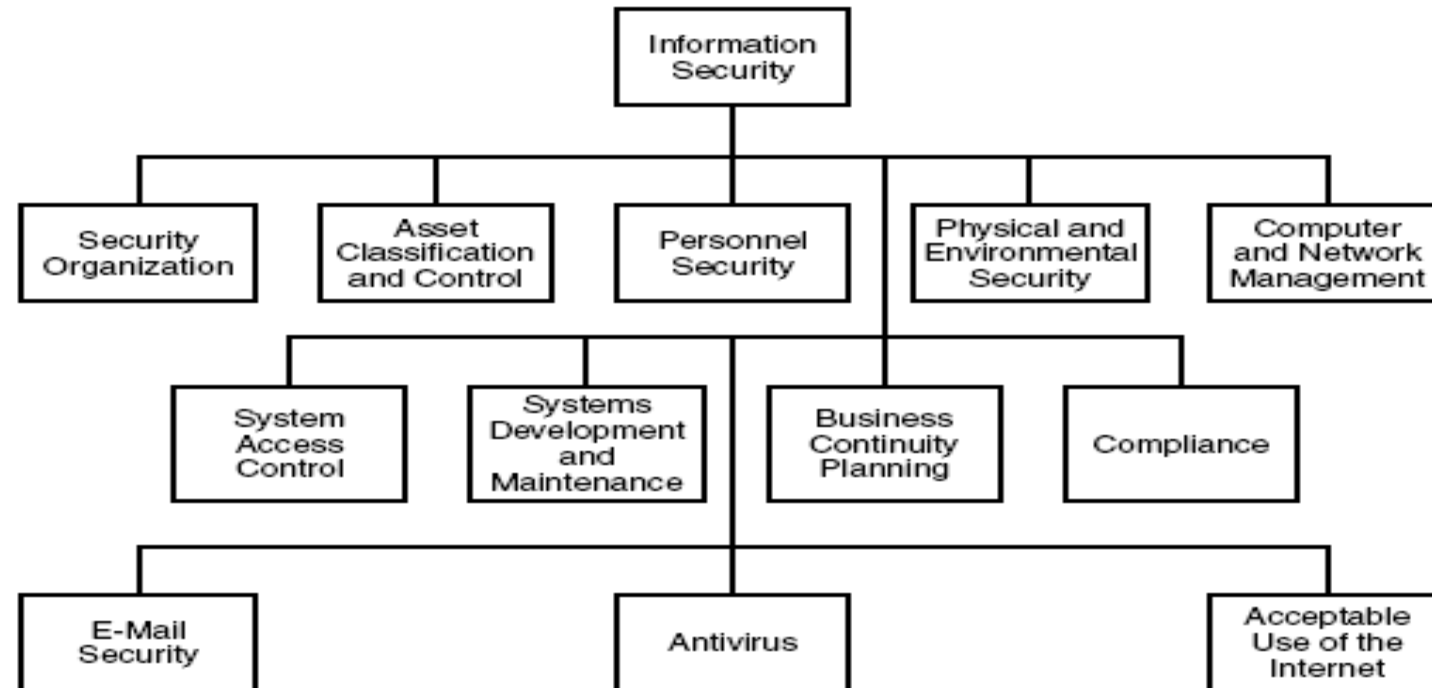 Information
Security
Security
Organization
Asset
Classification
and Control
Personnel
Security
Physical and
Environmental
Security
Computer
and Network
Management
System
Access
Control
Systems
Development
and
Maintenance
Business
Continuity
Planning
Compliance
E-Mail
Security
Antivirus
Acceptable
Use of the
Internet